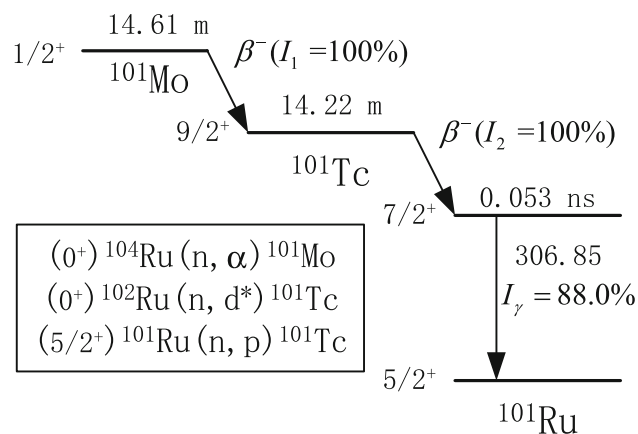 14.61 m
1/2⁺
β⁻(I₁ =100%)
¹⁰¹Mo
14.22 m
9/2⁺
β⁻(I₂ =100%)
¹⁰¹Tc
0.053 ns
7/2⁺
(0⁺) ¹⁰⁴Ru(n, α) ¹⁰¹Mo
(0⁺) ¹⁰²Ru(n, d*) ¹⁰¹Tc
(5/2⁺) ¹⁰¹Ru(n, p) ¹⁰¹Tc
306.85
Iᵧ = 88.0%
5/2⁺
¹⁰¹Ru